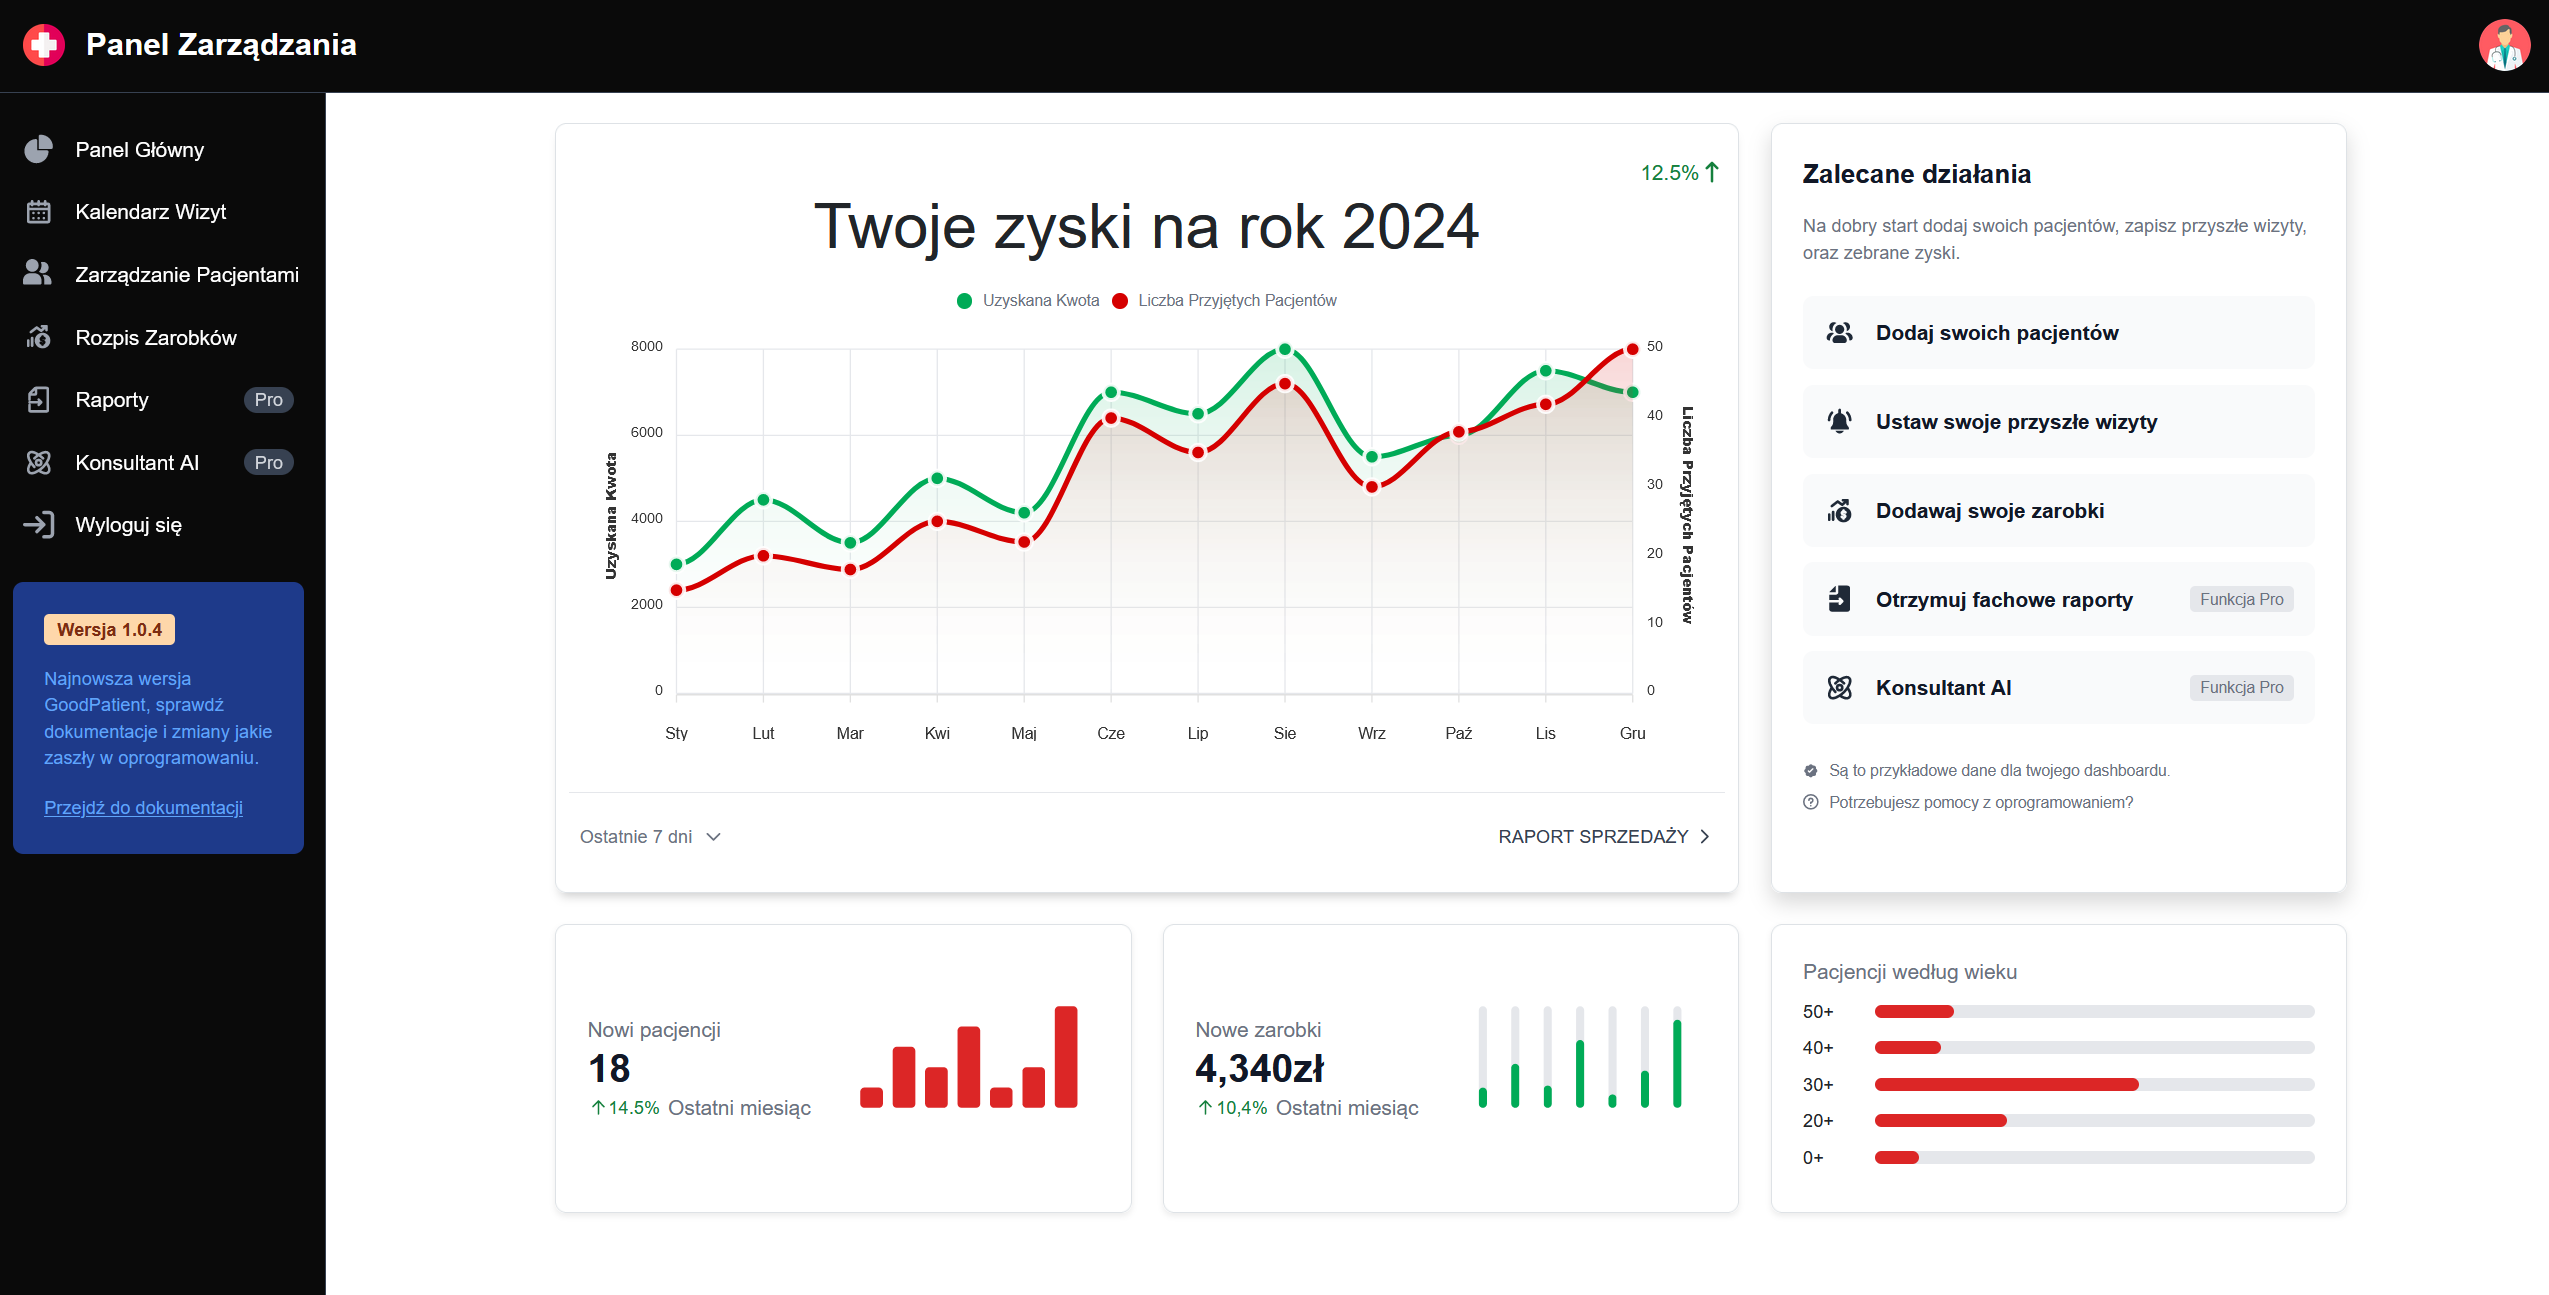 Panel Zarządzania
Panel Główny
Kalendarz Wizyt
Zarządzanie Pacjentami
Rozpis Zarobków
Raporty Pro
Konsultant AI Pro
Wyloguj się
Wersja 1.0.4
Najnowsza wersja
GoodPatient, sprawdź
dokumentacje i zmiany jakie
zaszły w oprogramowaniu.
Przejdź do dokumentacji
12.5%
Twoje zyski na rok 2024
Uzyskana Kwota Liczba Przyjętych Pacjentów
8000
6000
4000
2000
0
Uzyskana Kwota
50
40
30
20
10
0
Liczba Przyjętych Pacjentów
Sty Lut Mar Kwi Maj Cze Lip Sie Wrz Paź Lis Gru
Ostatnie 7 dni
RAPORT SPRZEDAŻY
Zalecane działania
Na dobry start dodaj swoich pacjentów, zapisz przyszłe wizyty,
oraz zebrane zyski.
Dodaj swoich pacjentów
Ustaw swoje przyszłe wizyty
Dodawaj swoje zarobki
Otrzymuj fachowe raporty Funkcja Pro
Konsultant AI Funkcja Pro
Są to przykładowe dane dla twojego dashboardu.
Potrzebujesz pomocy z oprogramowaniem?
Nowi pacjencji
18
14.5% Ostatni miesiąc
Nowe zarobki
4,340zł
10,4% Ostatni miesiąc
Pacjencji według wieku
50+
40+
30+
20+
0+